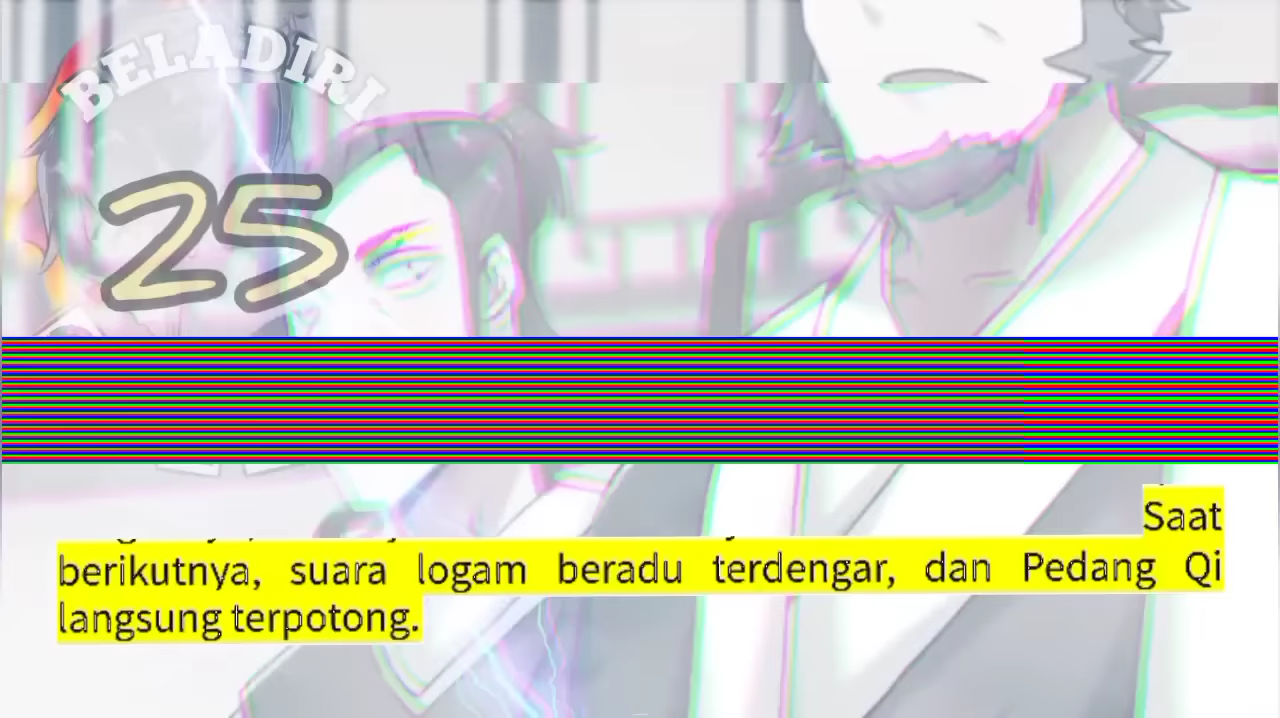 BELADIRI
25
Saat
berikutnya, suara logam beradu terdengar, dan Pedang Qi
langsung terpotong.